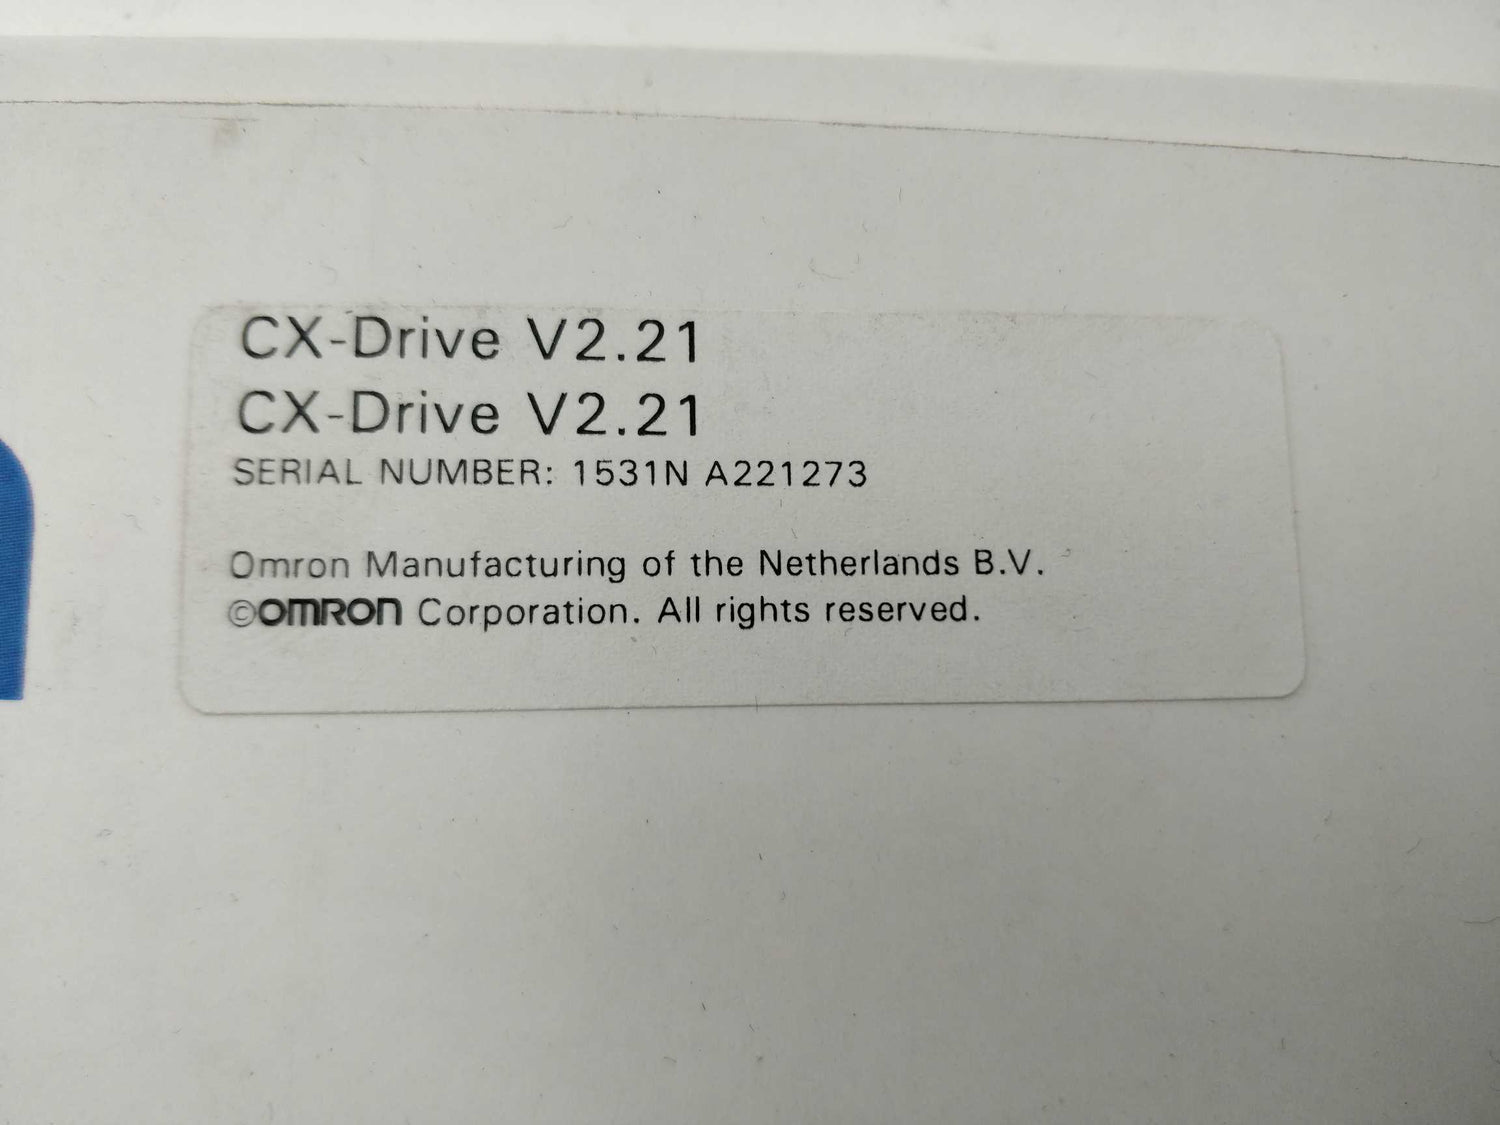 CX-Drive V2.21
CX-Drive V2.21
SERIAL NUMBER: 1531N A221273
Omron Manufacturing of the Netherlands B.V.
©OMRON Corporation. All rights reserved.